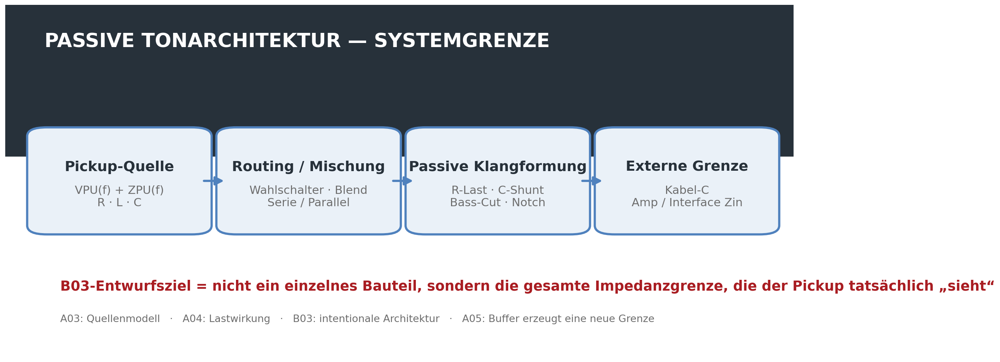 PASSIVE TONARCHITEKTUR — SYSTEMGRENZE
Pickup-Quelle
VPU(f) + ZPU(f)
R · L · C
Routing / Mischung
Wahlschalter · Blend
Serie / Parallel
Passive Klangformung
R-Last · C-Shunt
Bass-Cut · Notch
Externe Grenze
Kabel-C
Amp / Interface Zin
B03-Entwurfsziel = nicht ein einzelnes Bauteil, sondern die gesamte Impedanzgrenze, die der Pickup tatsächlich „sieht“
A03: Quellenmodell · A04: Lastwirkung · B03: intentionale Architektur · A05: Buffer erzeugt eine neue Grenze